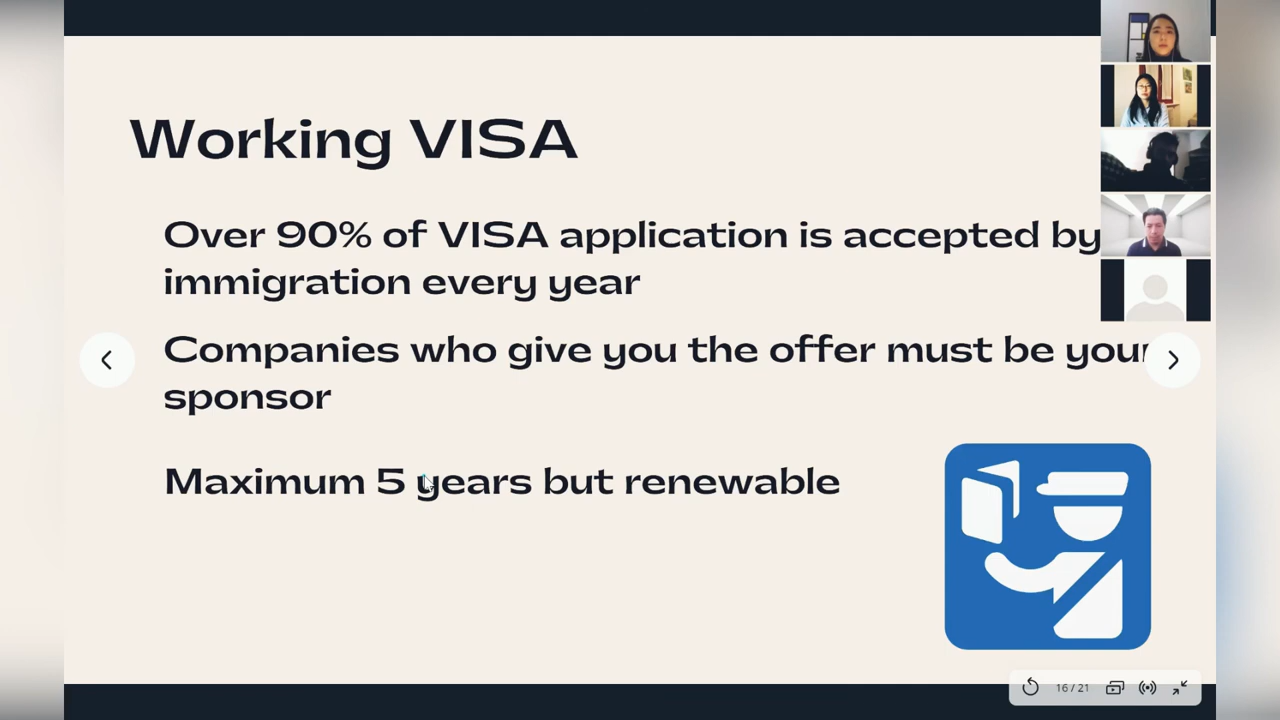 Working VISA
Over 90% of VISA application is accepted by
immigration every year
Companies who give you the offer must be your
sponsor
Maximum 5 years but renewable
16 / 21